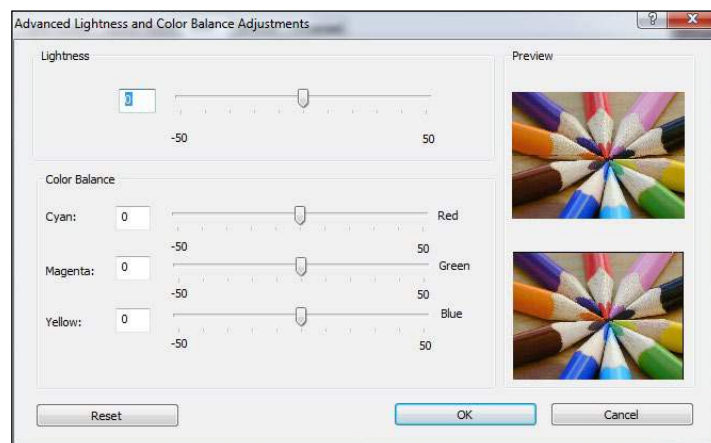 Advanced Lightness and Color Balance Adjustments
Lightness
0
-50 50
Color Balance
Cyan: 0 Red
-50 50
Magenta: 0 Green
-50 50
Yellow: 0 Blue
-50 50
Preview
Reset OK Cancel